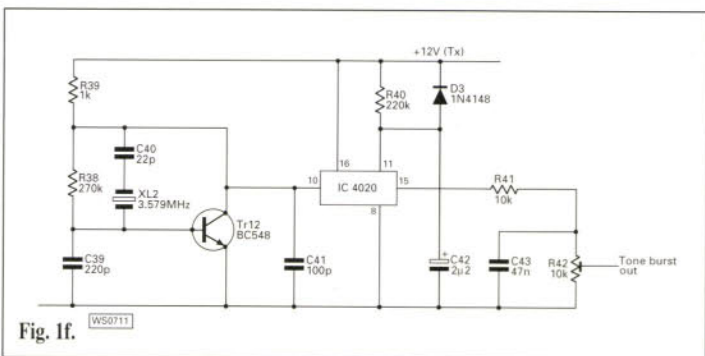 +12V (Tx)
R39
1k
R40
220k
D3
1N4148
C40
22p
R38
270k
XL2
3.579MHz
16
11
10
IC 4020
15
8
R41
10k
Tr12
BC548
C39
220p
C41
100p
+
C42
2µ2
C43
47n
R42
10k
Tone burst
out
WS0711
Fig. 1f.